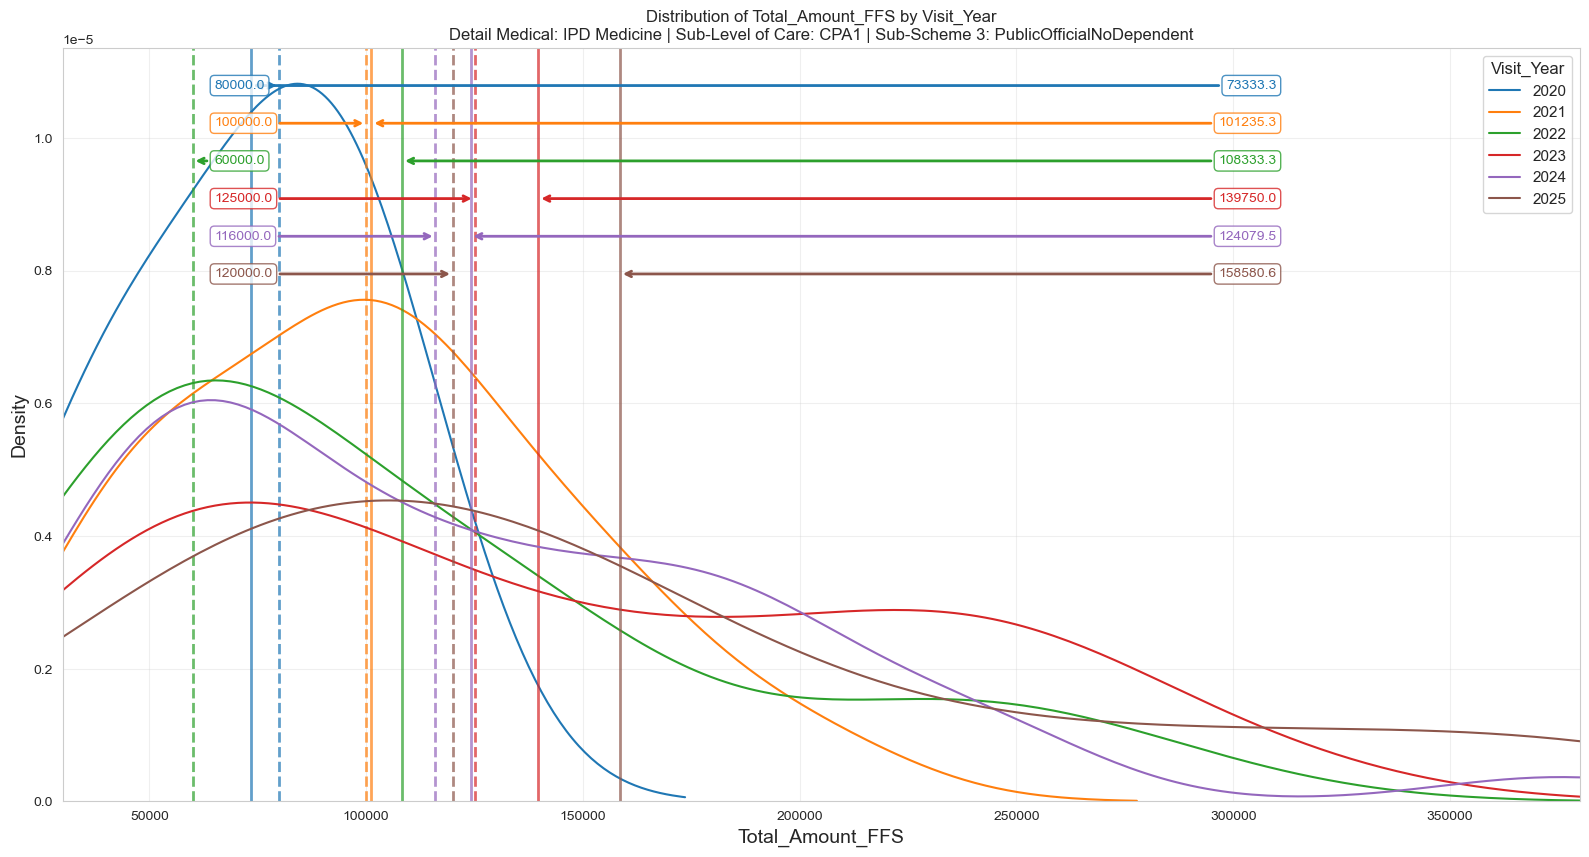 Distribution of Total_Amount_FFS by Visit_Year
Detail Medical: IPD Medicine | Sub-Level of Care: CPA1 | Sub-Scheme 3: PublicOfficialNoDependent
1e−5
Visit_Year
2020
2021
2022
2023
2024
2025
80000.0 73333.3
100000.0 101235.3
60000.0 108333.3
125000.0 139750.0
116000.0 124079.5
120000.0 158580.6
1.0
0.8
0.6
0.4
0.2
0.0
Density
50000 100000 150000 200000 250000 300000 350000
Total_Amount_FFS